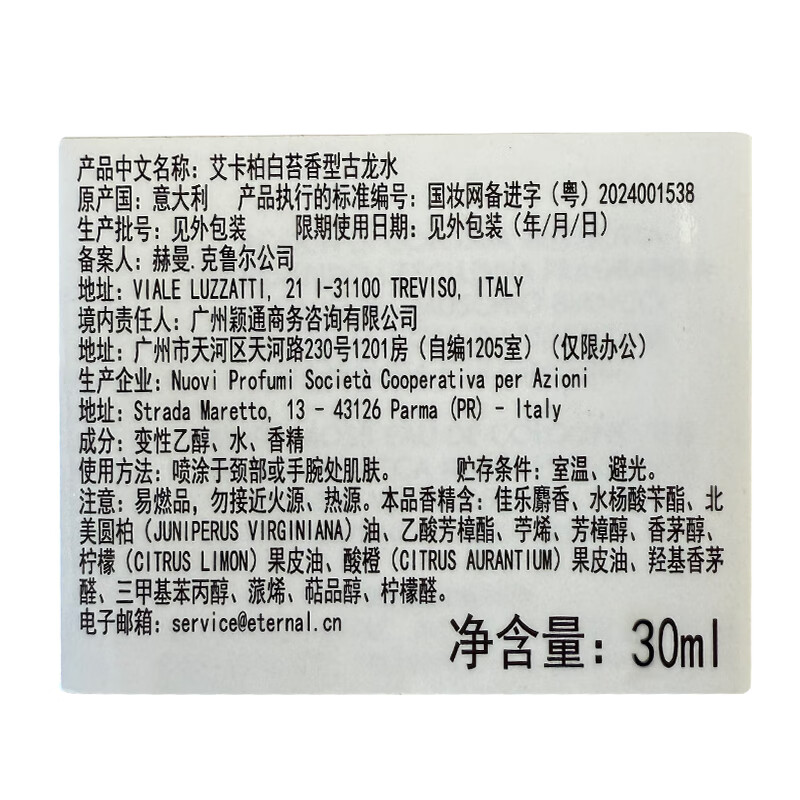 产品中文名称：艾卡柏白苔香型古龙水
原产国：意大利 产品执行的标准编号：国妆网备进字（粤）2024001538
生产批号：见外包装 限期使用日期：见外包装（年/月/日）
备案人：赫曼.克鲁尔公司
地址：VIALE LUZZATTI, 21 I-31100 TREVISO, ITALY
境内责任人：广州颖通商务咨询有限公司
地址：广州市天河区天河路230号1201房（自编1205室）（仅限办公）
生产企业：Nuovi Profumi Società Cooperativa per Azioni
地址：Strada Maretto, 13 - 43126 Parma (PR) - Italy
成分：变性乙醇、水、香精
使用方法：喷涂于颈部或手腕处肌肤。 贮存条件：室温、避光。
注意：易燃品，勿接近火源、热源。本品香精含：佳乐麝香、水杨酸苄酯、北
美圆柏（JUNIPERUS VIRGINIANA）油、乙酸芳樟酯、苧烯、芳樟醇、香茅醇、
柠檬（CITRUS LIMON）果皮油、酸橙（CITRUS AURANTIUM）果皮油、羟基香茅
醛、三甲基苯丙醇、蒎烯、萜品醇、柠檬醛。
电子邮箱：service@eternal.cn
净含量：30ml